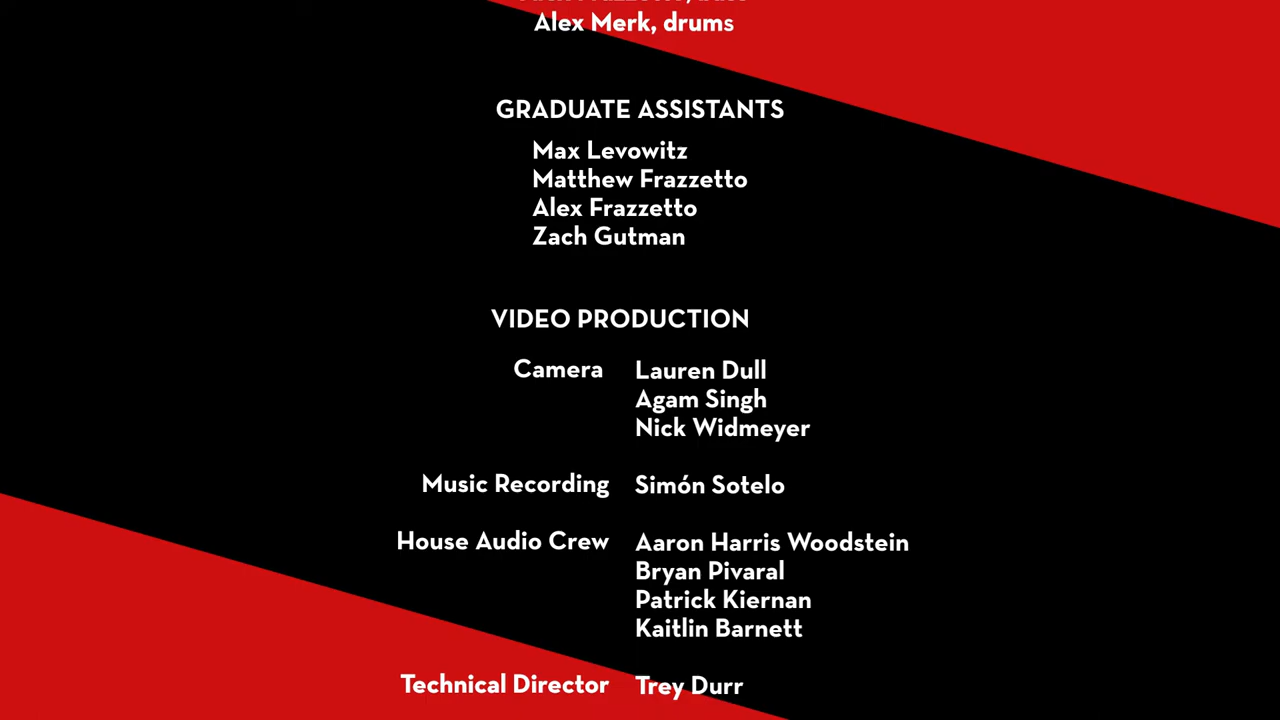 Alex Merk, drums
GRADUATE ASSISTANTS
Max Levowitz
Matthew Frazzetto
Alex Frazzetto
Zach Gutman
VIDEO PRODUCTION
Camera Lauren Dull
Agam Singh
Nick Widmeyer
Music Recording Simón Sotelo
House Audio Crew Aaron Harris Woodstein
Bryan Pivaral
Patrick Kiernan
Kaitlin Barnett
Technical Director Trey Durr